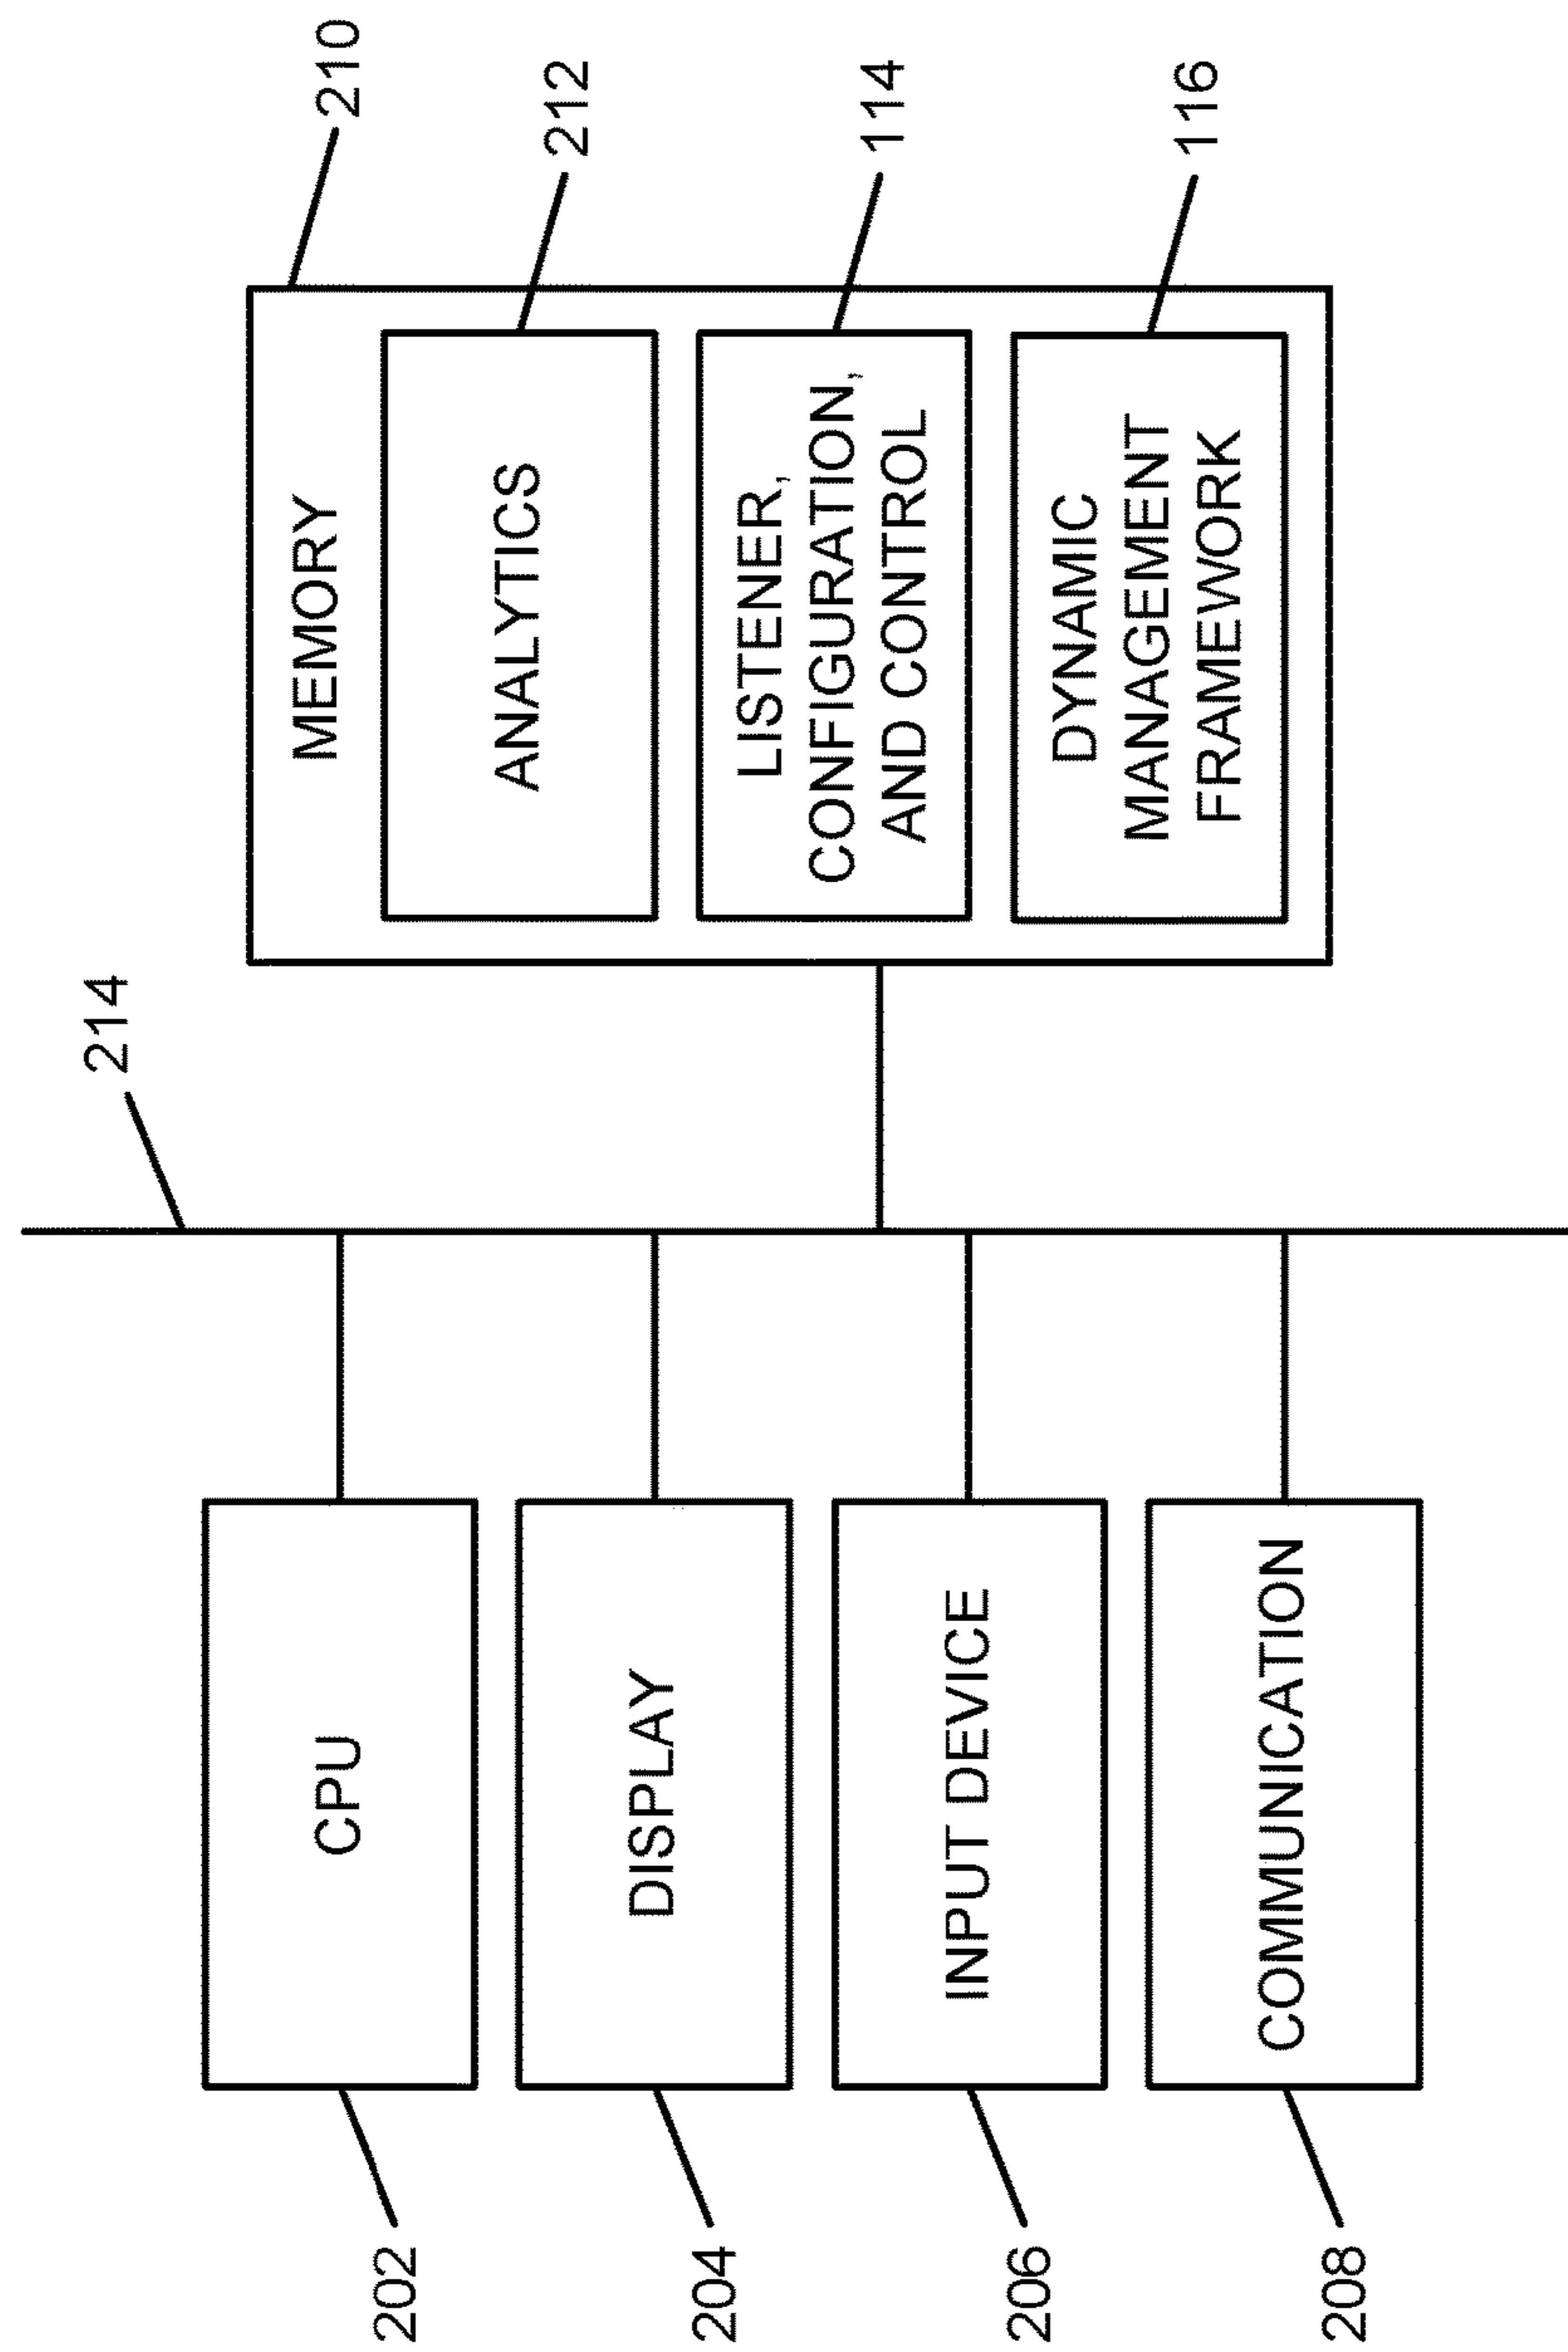 202
CPU
204
DISPLAY
206
INPUT DEVICE
208
COMMUNICATION
214
210
MEMORY
212
ANALYTICS
114
LISTENER,
CONFIGURATION,
AND CONTROL
116
DYNAMIC
MANAGEMENT
FRAMEWORK